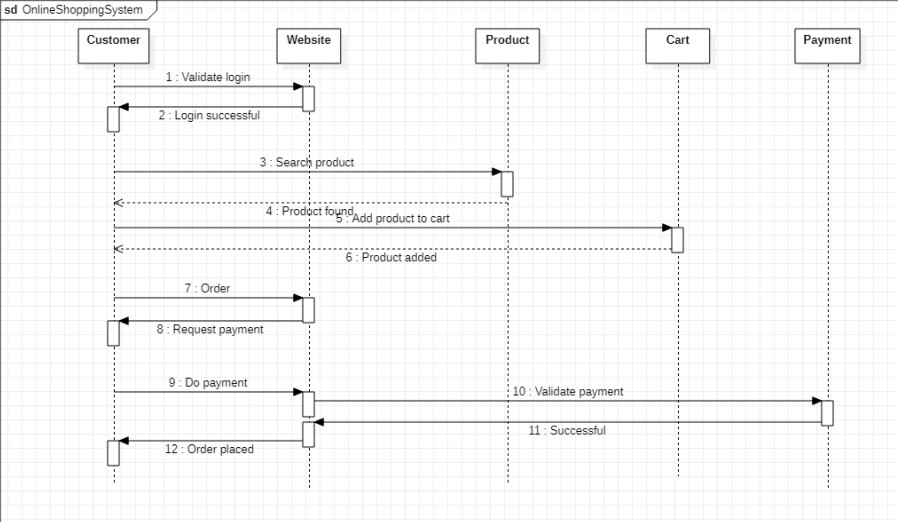 sd OnlineShoppingSystem
Customer Website Product Cart Payment
1 : Validate login
2 : Login successful
3 : Search product
4 : Product found
5 : Add product to cart
6 : Product added
7 : Order
8 : Request payment
9 : Do payment
10 : Validate payment
11 : Successful
12 : Order placed